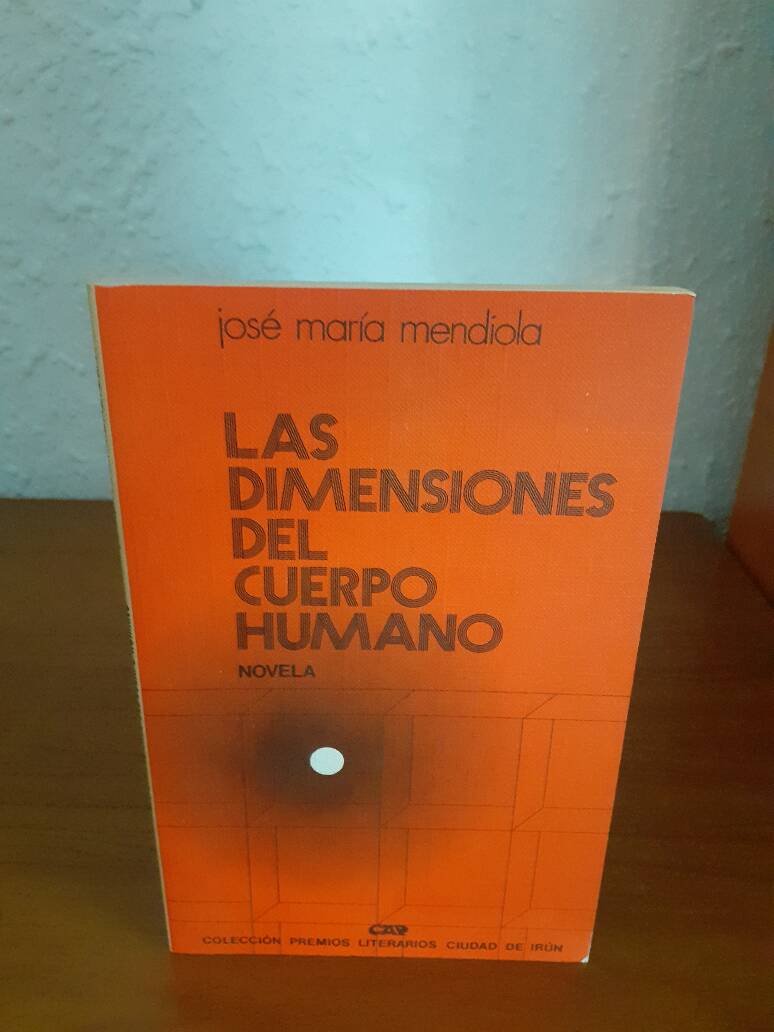 josé maría mendiola
LAS
DIMENSIONES
DEL
CUERPO
HUMANO
NOVELA
CAP
COLECCIÓN PREMIOS LITERARIOS CIUDAD DE IRÚN